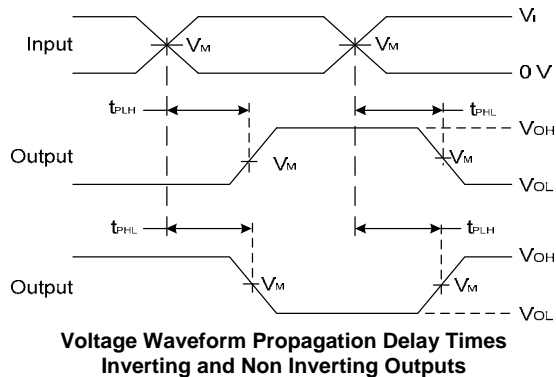 VI
Input VM VM
0 V
tPLH tPHL
VOH
Output VM VM
VOL
tPHL tPLH
VOH
Output VM VM
VOL
Voltage Waveform Propagation Delay Times
Inverting and Non Inverting Outputs